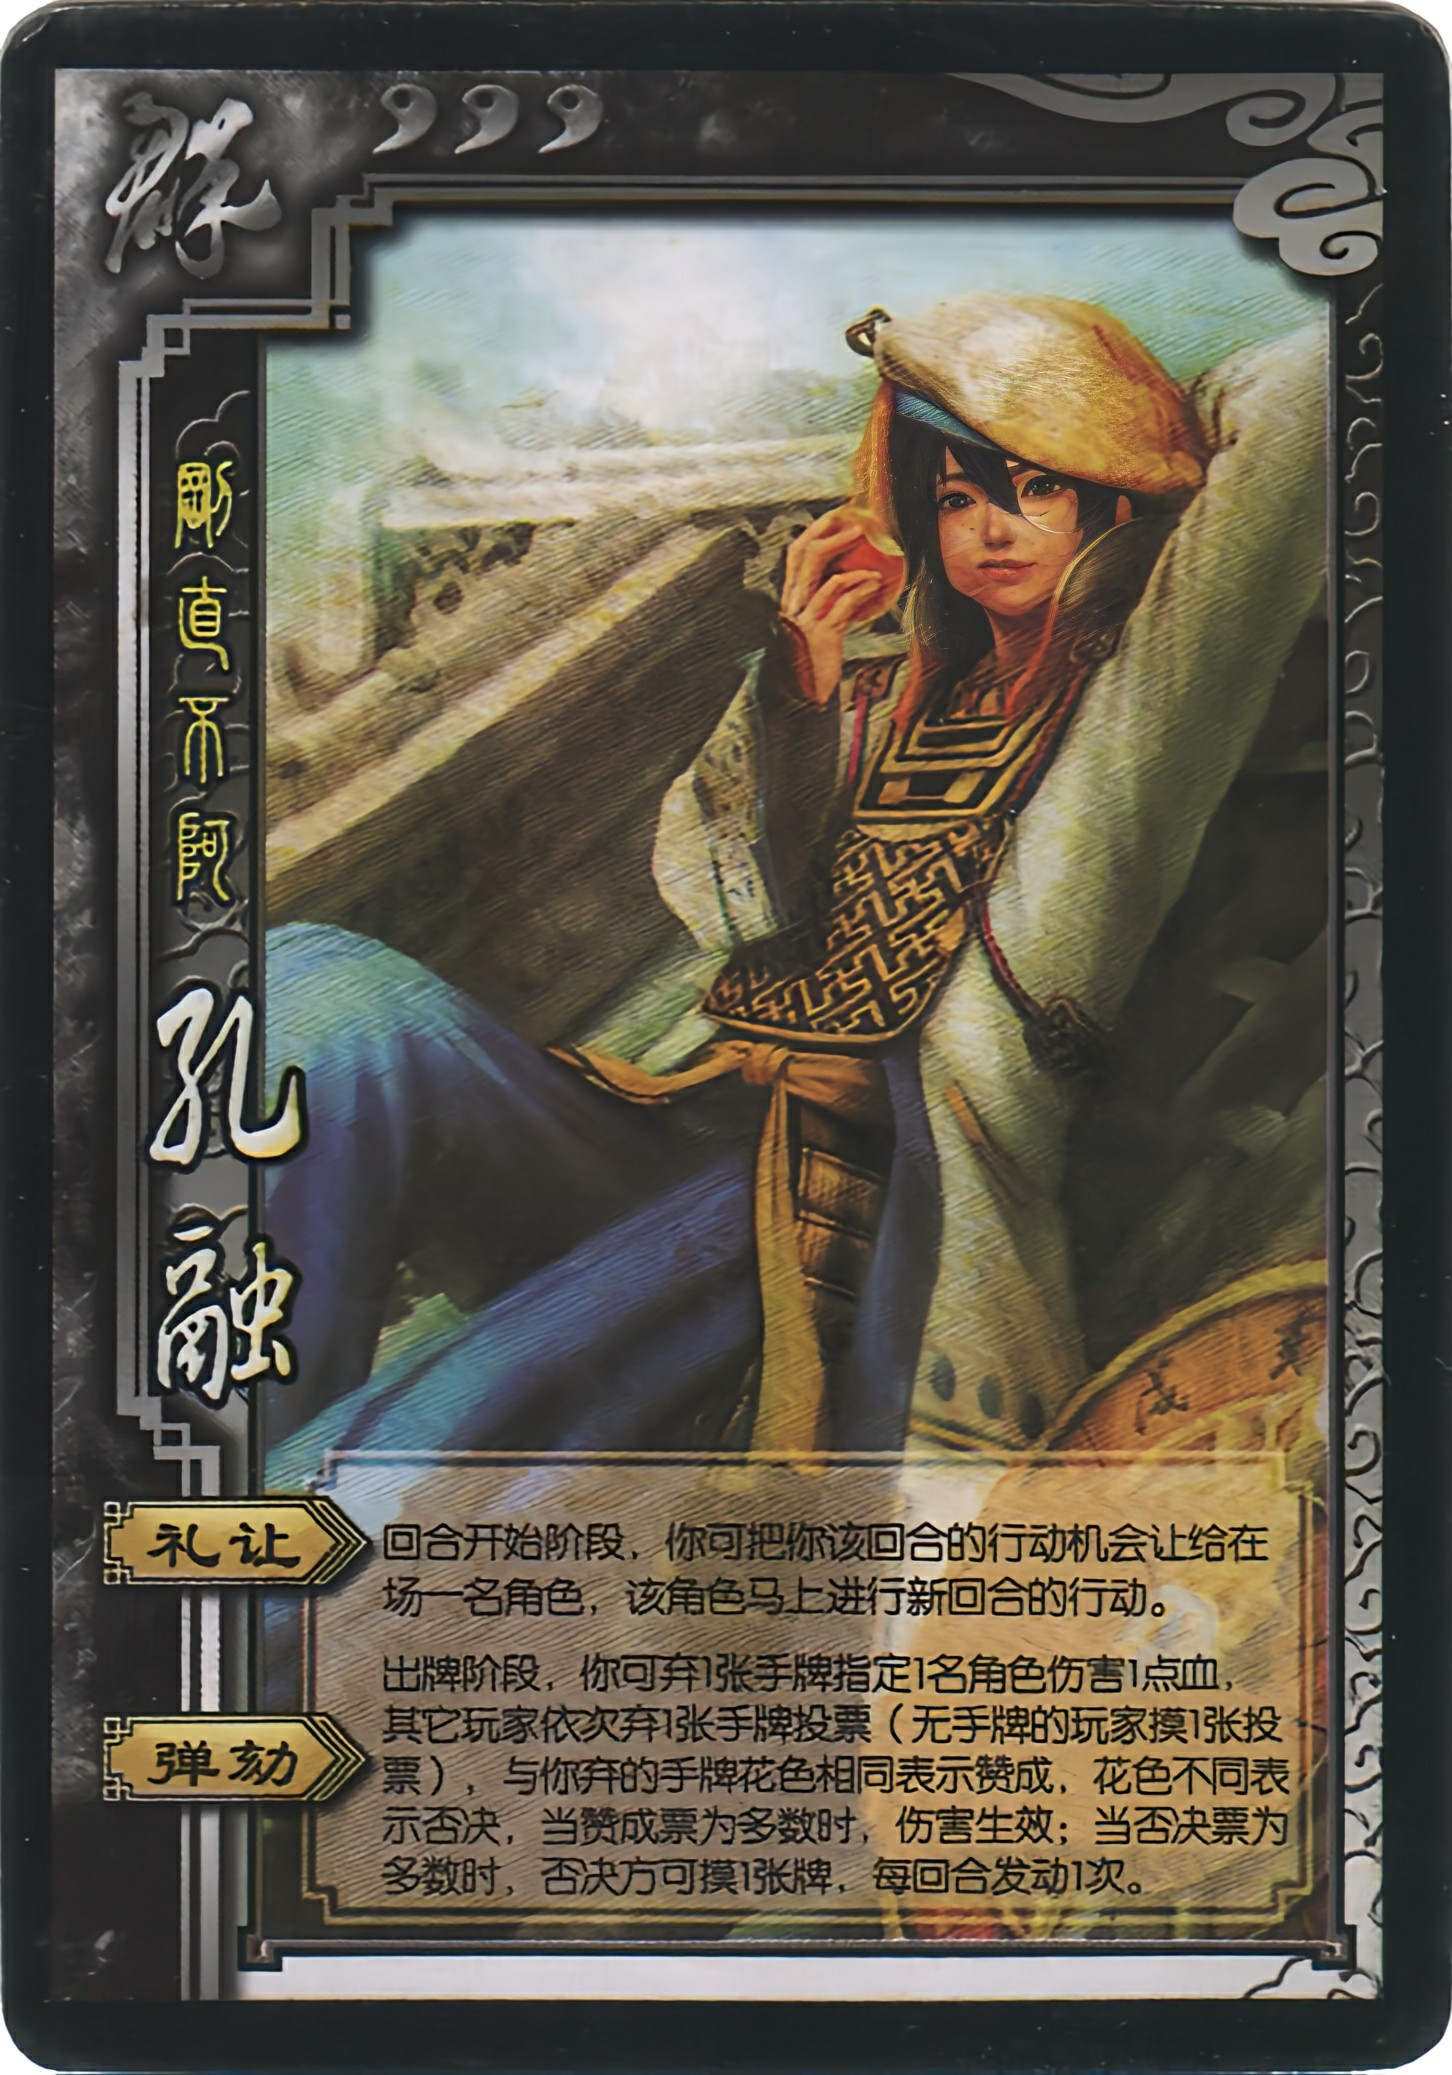 群
剛直不阿
孔融
礼让
回合开始阶段，你可把你该回合的行动机会让给在
场一名角色，该角色马上进行新回合的行动。
弹劾
出牌阶段，你可弃1张手牌指定1名角色伤害1点血，
其它玩家依次弃1张手牌投票（无手牌的玩家摸1张投
票），与你弃的手牌花色相同表示赞成，花色不同表
示否决，当赞成票为多数时，伤害生效；当否决票为
多数时，否决方可摸1张牌，每回合发动1次。